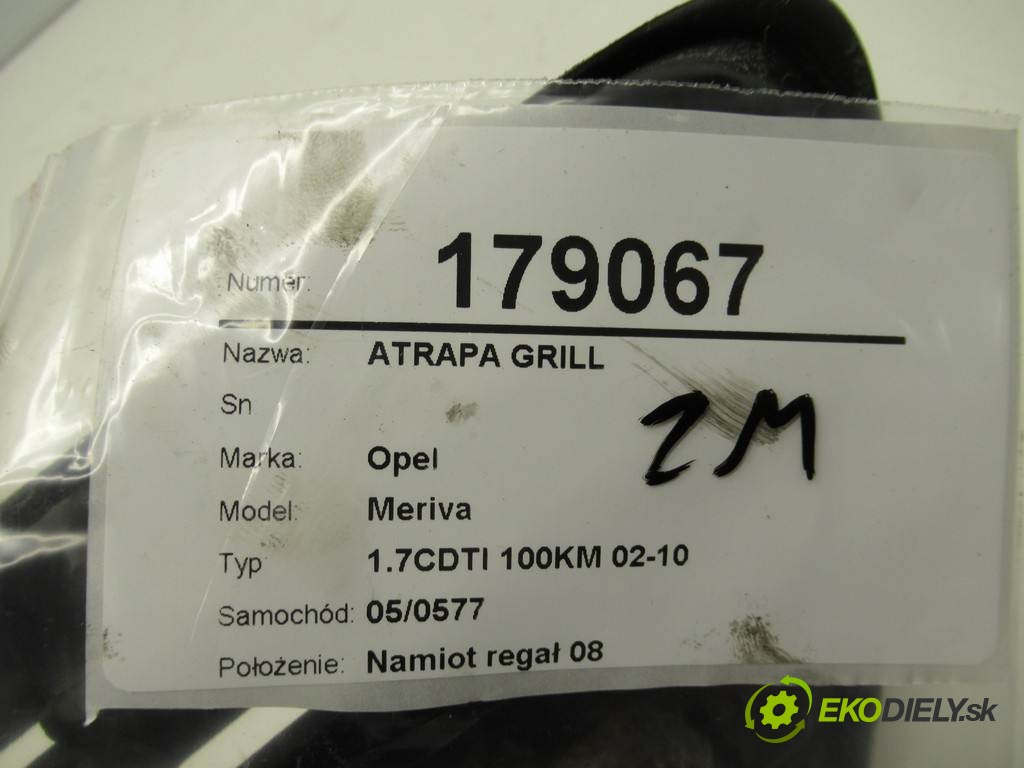 Numer: 179067
Nazwa: ATRAPA GRILL
Sn
2M
Marka: Opel
Model: Meriva
Typ 1.7CDTI 100KM 02-10
Samochód: 05/0577
Położenie: Namiot regał 08
EKODIELY.sk